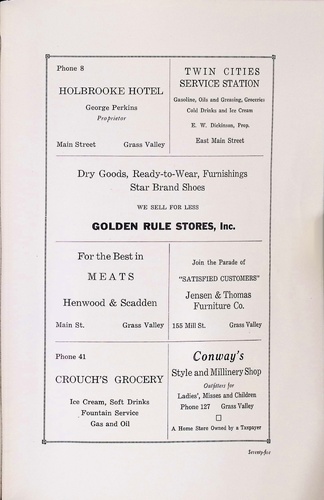 Phone 8
HOLBROOKE HOTEL
George Perkins
Proprietor
Main Street Grass Valley
TWIN CITIES
SERVICE STATION
Gasoline, Oils and Greasing, Groceries
Cold Drinks and Ice Cream
E. W. Dickinson, Prop.
East Main Street
Dry Goods, Ready-to-Wear, Furnishings
Star Brand Shoes
WE SELL FOR LESS
GOLDEN RULE STORES, Inc.
For the Best in
MEATS
Henwood & Scadden
Main St. Grass Valley
Join the Parade of
"SATISFIED CUSTOMERS"
Jensen & Thomas
Furniture Co.
155 Mill St. Grass Valley
Phone 41
CROUCH'S GROCERY
Ice Cream, Soft Drinks
Fountain Service
Gas and Oil
Conway's
Style and Millinery Shop
Outfitters for
Ladies', Misses and Children
Phone 127 Grass Valley
A Home Store Owned by a Taxpayer
Seventy-five